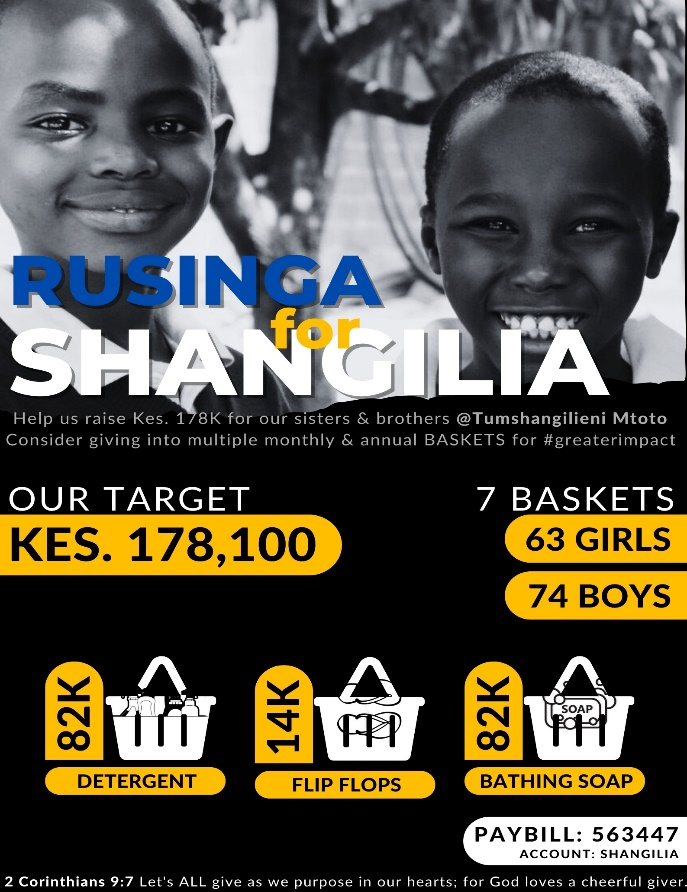 RUSINGA
for
SHANGILIA
Help us raise Kes. 178K for our sisters & brothers @Tumshangilieni Mtoto
Consider giving into multiple monthly & annual BASKETS for #greaterimpact
OUR TARGET
KES. 178,100
7 BASKETS
63 GIRLS
74 BOYS
82K
DETERGENT
14K
FLIP FLOPS
82K
SOAP
BATHING SOAP
PAYBILL: 563447
ACCOUNT: SHANGILIA
2 Corinthians 9:7 Let's ALL give as we purpose in our hearts; for God loves a cheerful giver